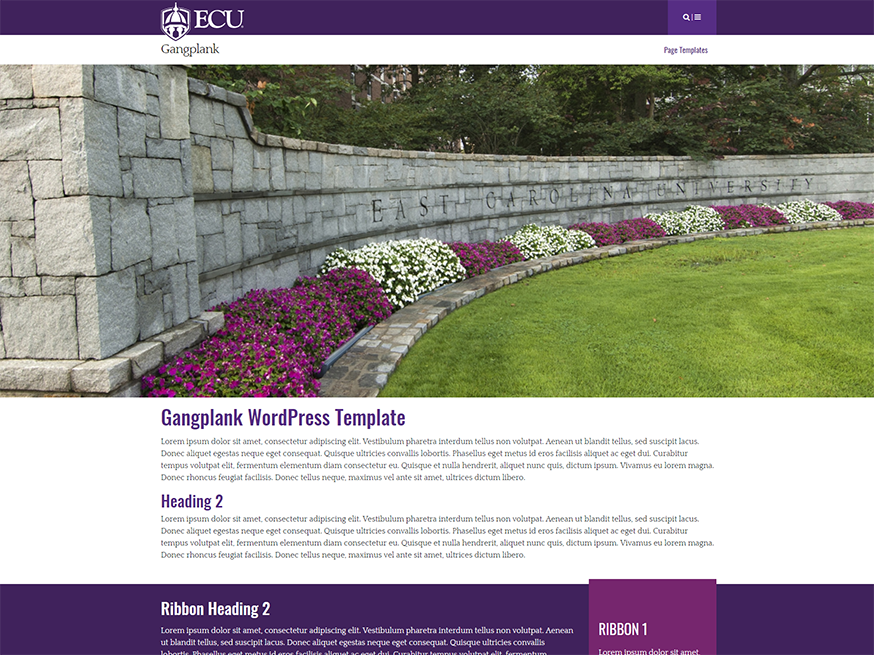 ECU
Gangplank
Page Templates
EAST CAROLINA UNIVERSITY
Gangplank WordPress Template
Lorem ipsum dolor sit amet, consectetur adipiscing elit. Vestibulum pharetra interdum tellus non volutpat. Aenean ut blandit tellus, sed suscipit lacus.
Donec aliquet egestas neque eget consequat. Quisque ultricies convallis lobortis. Phasellus eget metus id eros facilisis aliquet ac eget dui. Curabitur
tempus volutpat elit, fermentum elementum diam consectetur eu. Quisque et nulla hendrerit, aliquet nunc quis, dictum ipsum. Vivamus eu lorem magna.
Donec rhoncus feugiat facilisis. Donec tellus neque, maximus vel ante sit amet, ultrices dictum libero.
Heading 2
Lorem ipsum dolor sit amet, consectetur adipiscing elit. Vestibulum pharetra interdum tellus non volutpat. Aenean ut blandit tellus, sed suscipit lacus.
Donec aliquet egestas neque eget consequat. Quisque ultricies convallis lobortis. Phasellus eget metus id eros facilisis aliquet ac eget dui. Curabitur
tempus volutpat elit, fermentum elementum diam consectetur eu. Quisque et nulla hendrerit, aliquet nunc quis, dictum ipsum. Vivamus eu lorem magna.
Donec rhoncus feugiat facilisis. Donec tellus neque, maximus vel ante sit amet, ultrices dictum libero.
Ribbon Heading 2
Lorem ipsum dolor sit amet, consectetur adipiscing elit. Vestibulum pharetra interdum tellus non volutpat. Aenean
ut blandit tellus, sed suscipit lacus. Donec aliquet egestas neque eget consequat. Quisque ultricies convallis
lobortis. Phasellus eget metus id eros facilisis aliquet ac eget dui. Curabitur tempus volutpat elit, fermentum
RIBBON 1
Lorem ipsum dolor sit amet,